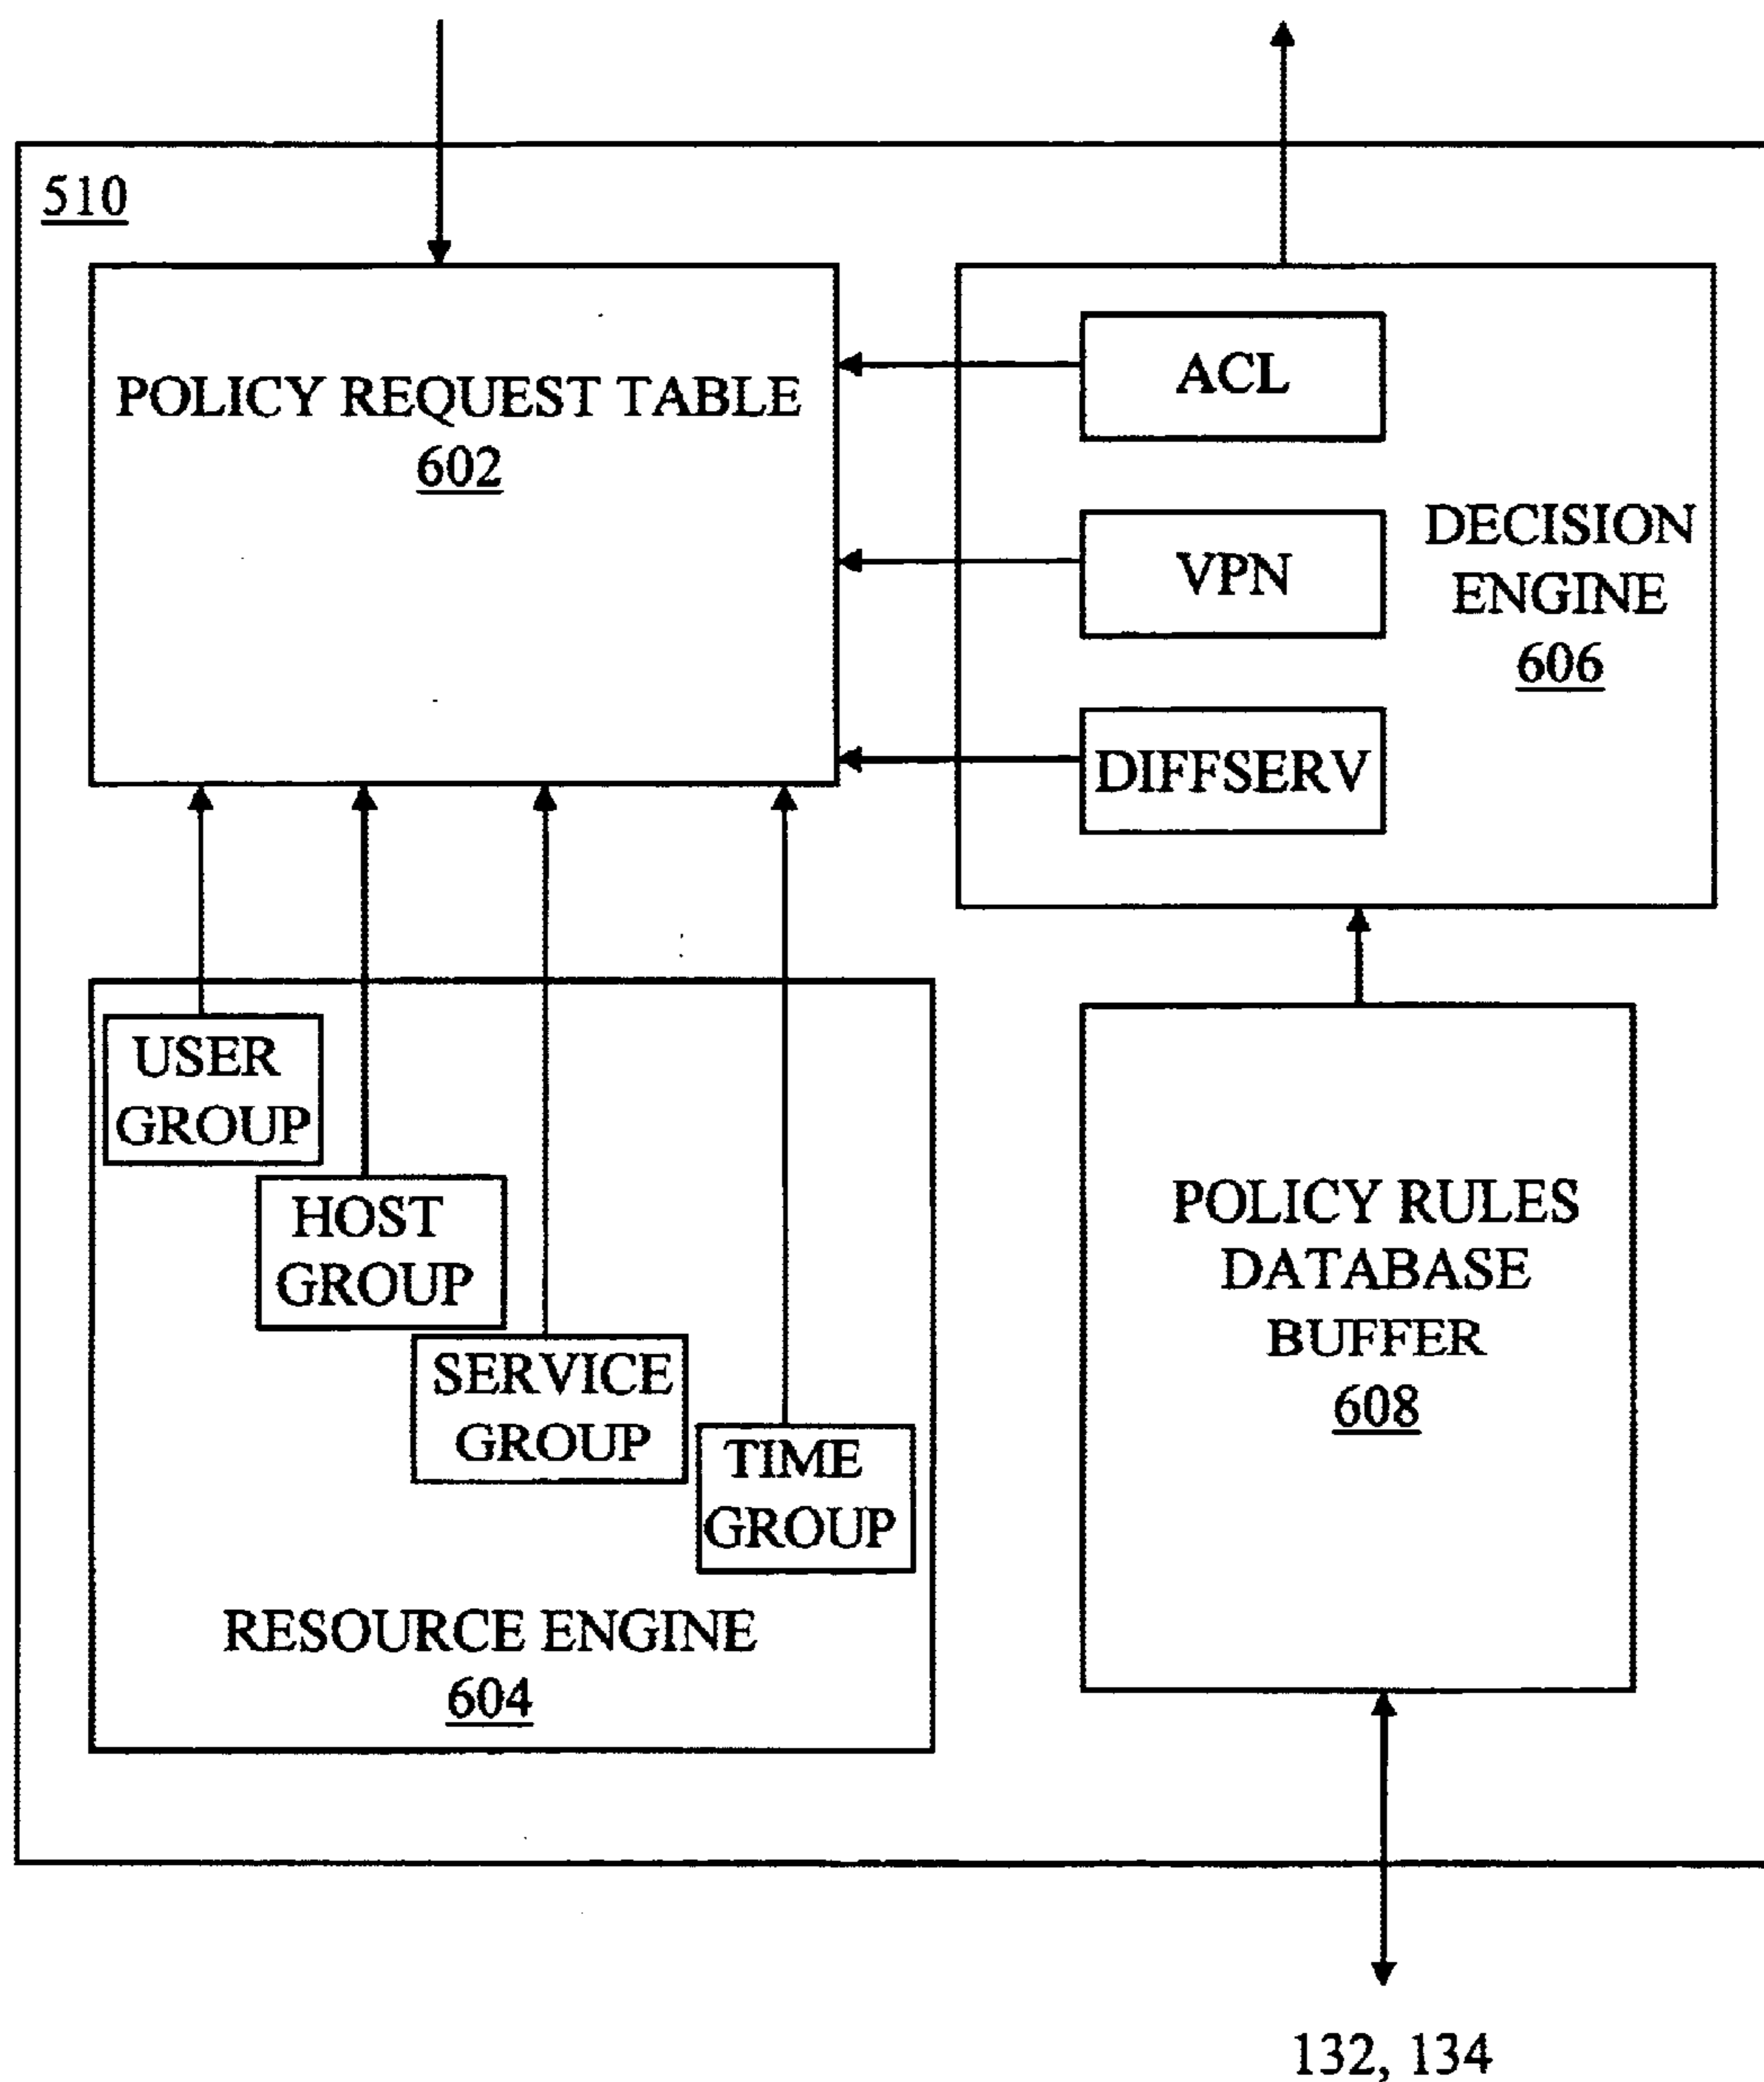 510
POLICY REQUEST TABLE
602
ACL
VPN
DIFFSERV
DECISION
ENGINE
606
USER
GROUP
HOST
GROUP
SERVICE
GROUP
TIME
GROUP
RESOURCE ENGINE
604
POLICY RULES
DATABASE
BUFFER
608
132, 134